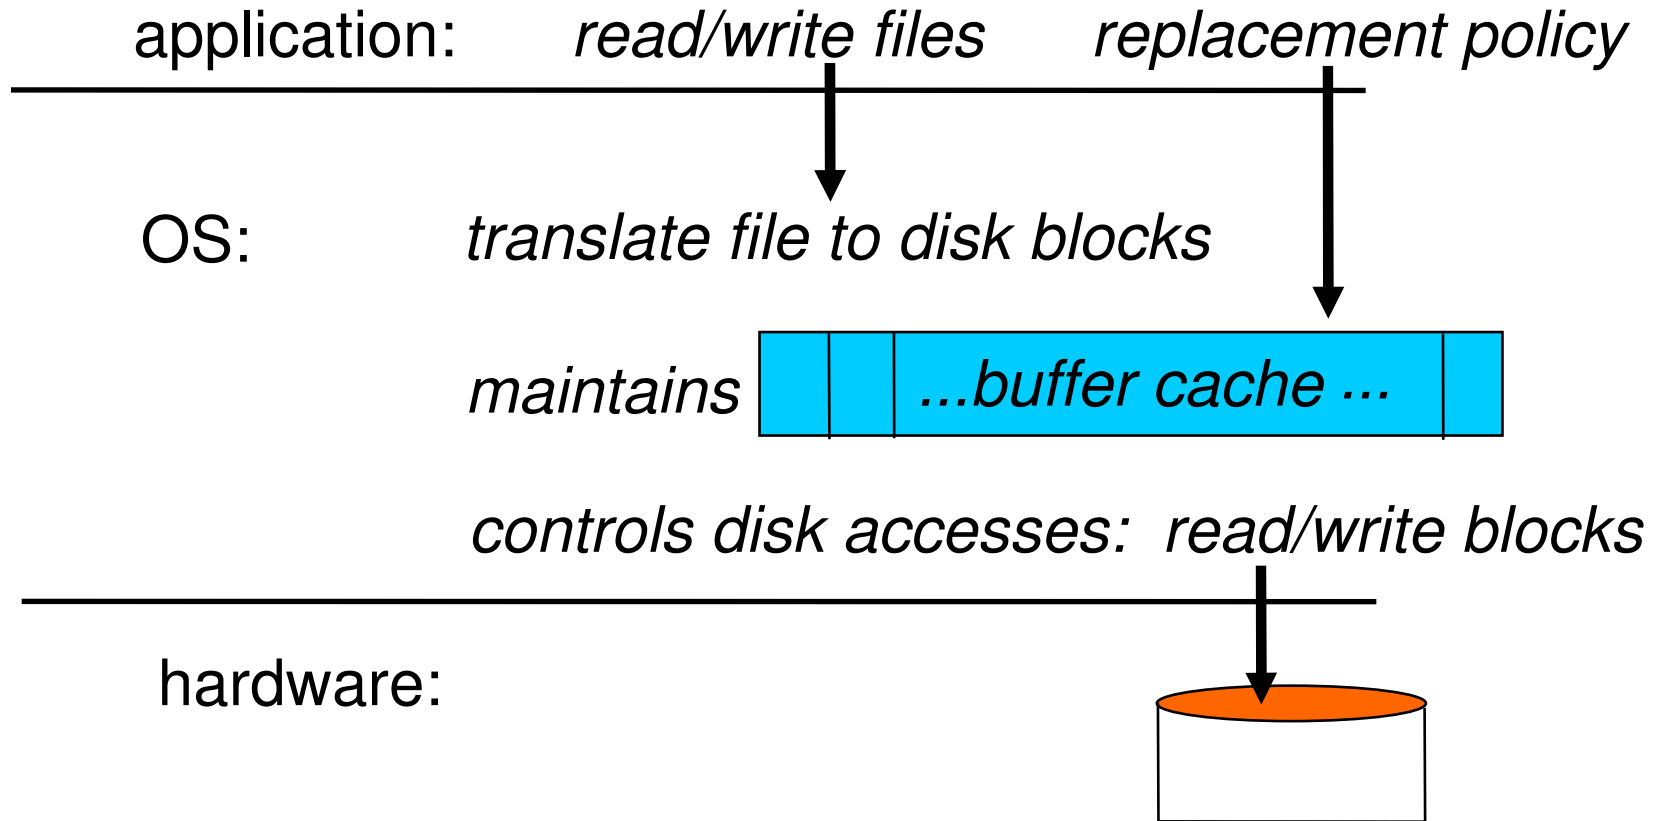 application: read/write files replacement policy
OS: translate file to disk blocks
maintains ...buffer cache ...
controls disk accesses: read/write blocks
hardware: